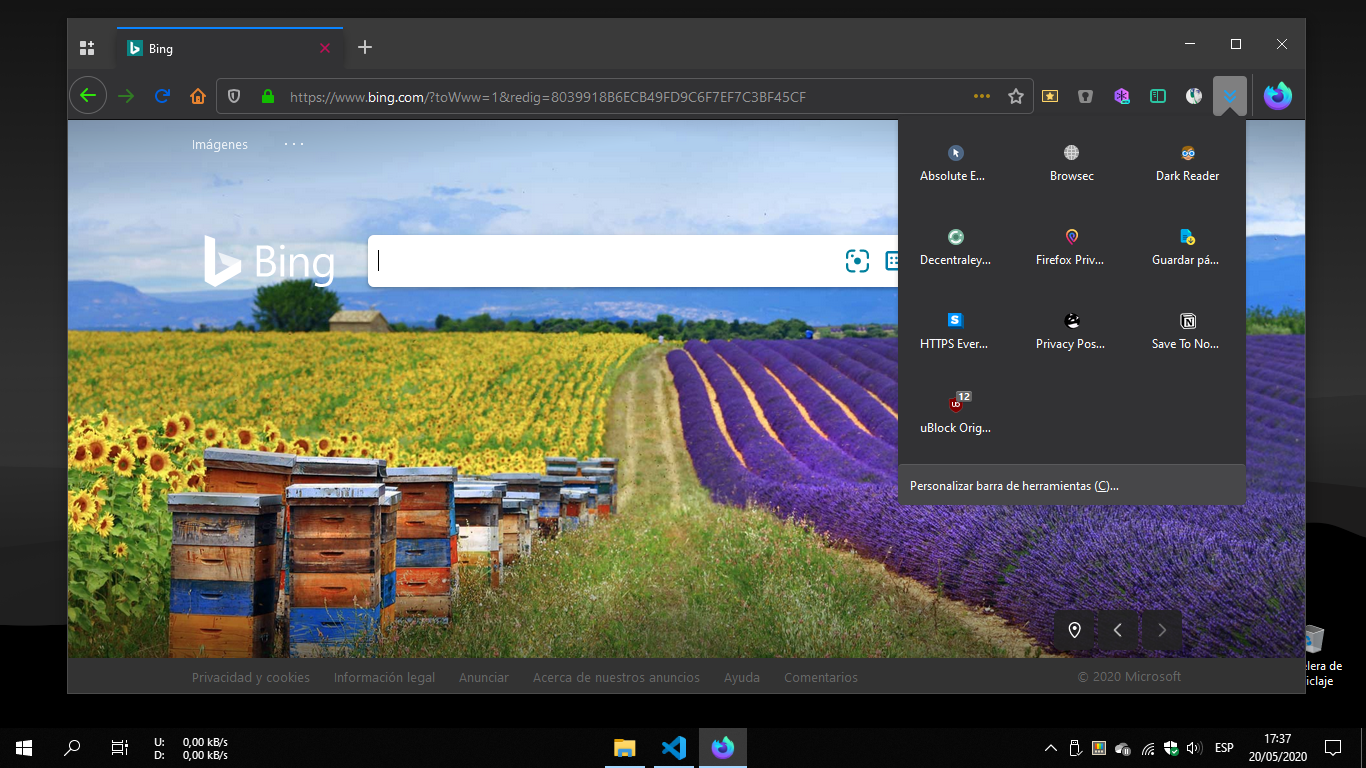 Bing
https://www.bing.com/?toWww=1&redig=8039918B6ECB49FD9C6F7EF7C3BF45CF
Imágenes
Bing
Absolute E...
Browsec
Dark Reader
Decentraley...
Firefox Priv...
Guardar pá...
HTTPS Ever...
Privacy Pos...
Save To No...
12
uBlock Orig...
Personalizar barra de herramientas (C)...
elera de
iclaje
Privacidad y cookies
Información legal
Anunciar
Acerca de nuestros anuncios
Ayuda
Comentarios
© 2020 Microsoft
U: 0,00 kB/s
D: 0,00 kB/s
ESP
17:37
20/05/2020